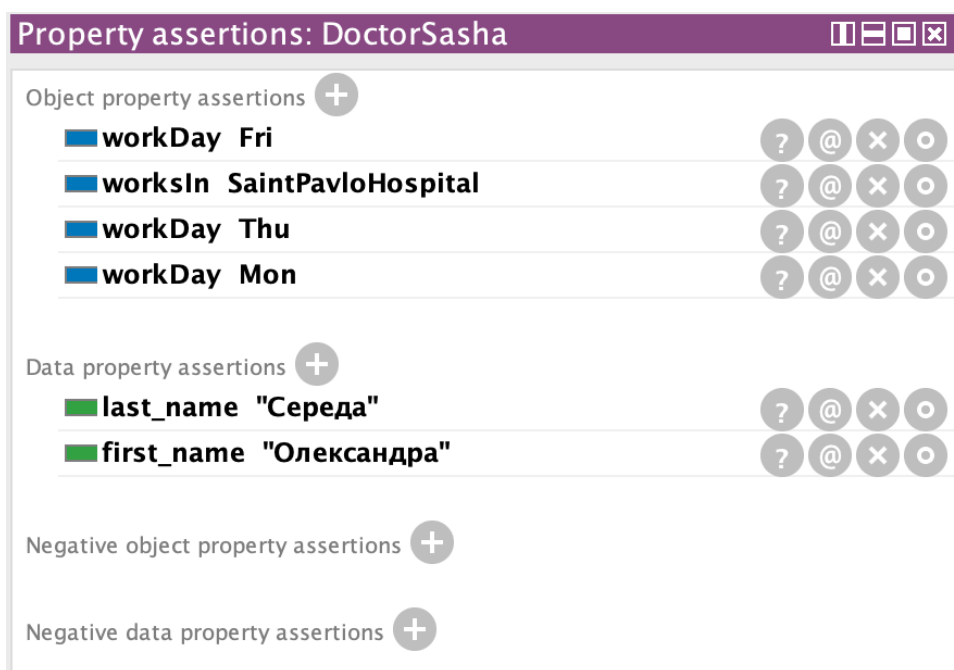 Property assertions: DoctorSasha
Object property assertions
workDay Fri
worksIn SaintPavloHospital
workDay Thu
workDay Mon
Data property assertions
last_name "Середа"
first_name "Олександра"
Negative object property assertions
Negative data property assertions